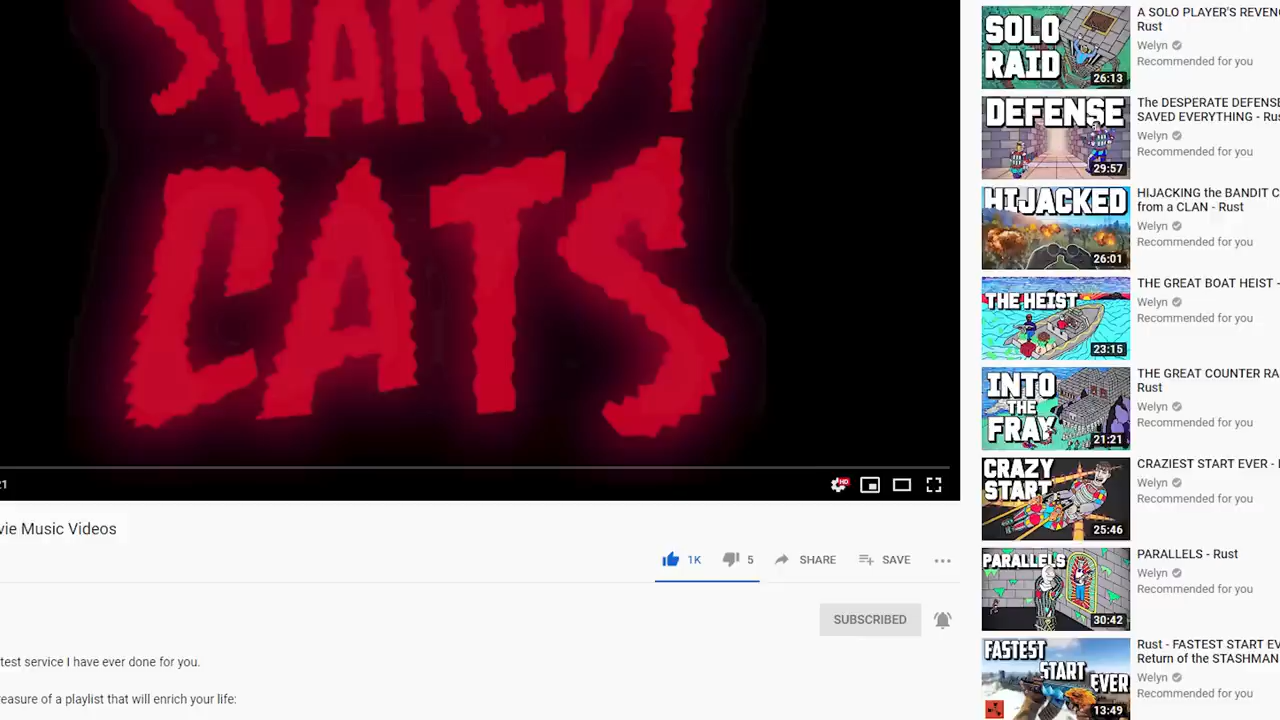 SCAREDY
CATS
21
HD
vie Music Videos
1K
5
SHARE
SAVE
SUBSCRIBED
test service I have ever done for you.
reasure of a playlist that will enrich your life:
SOLO
RAID
26:13
A SOLO PLAYER'S REVENG
Rust
Welyn
Recommended for you
DEFENSE
29:57
The DESPERATE DEFENSE
SAVED EVERYTHING - Rus
Welyn
Recommended for you
HIJACKED
26:01
HIJACKING the BANDIT C
from a CLAN - Rust
Welyn
Recommended for you
THE HEIST
23:15
THE GREAT BOAT HEIST -
Welyn
Recommended for you
INTO
THE
FRAY
21:21
THE GREAT COUNTER RA
Rust
Welyn
Recommended for you
CRAZY
START
25:46
CRAZIEST START EVER -
Welyn
Recommended for you
PARALLELS
30:42
PARALLELS - Rust
Welyn
Recommended for you
FASTEST
START
EVER
13:49
Rust - FASTEST START EV
Return of the STASHMAN
Welyn
Recommended for you